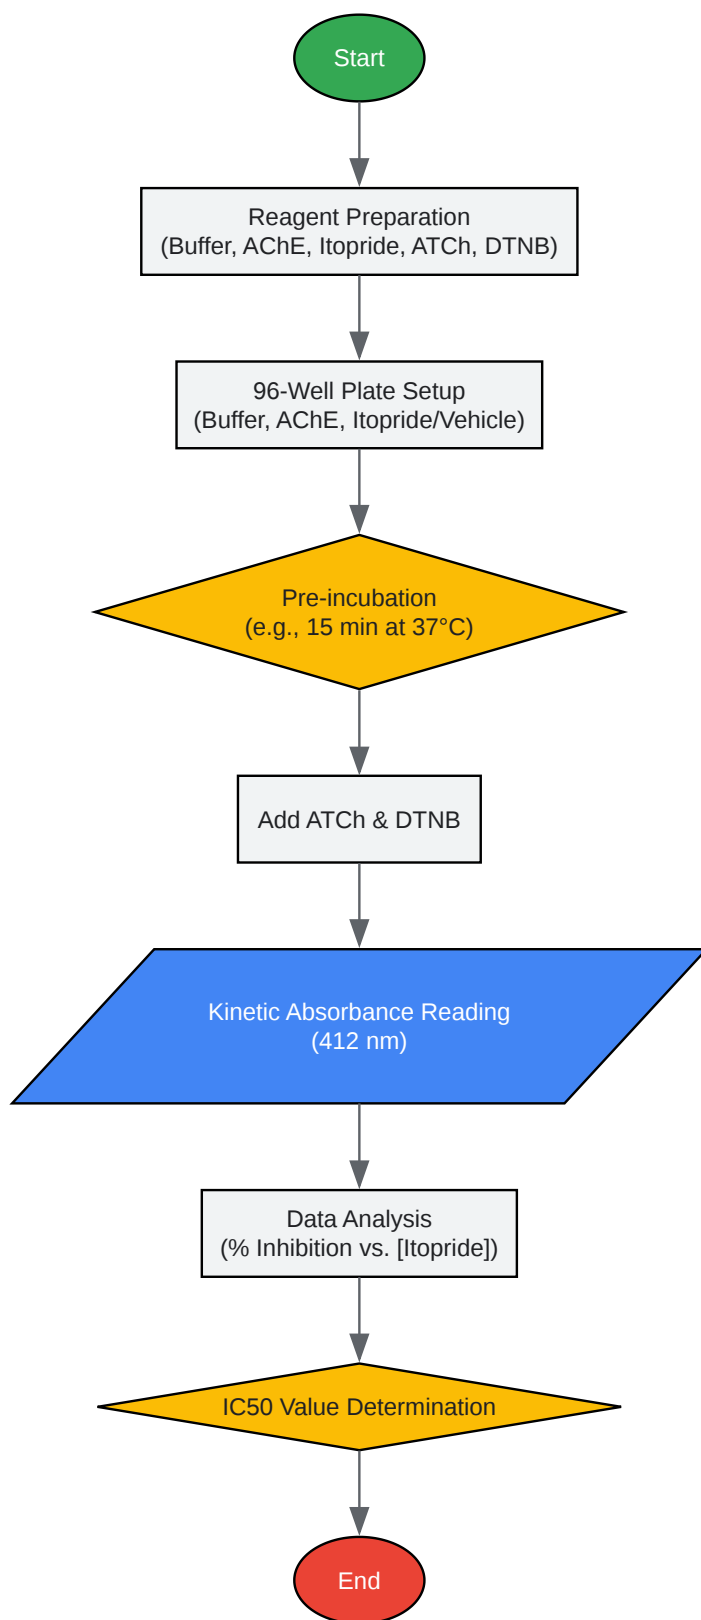 Start
Reagent Preparation
(Buffer, AChE, Itopride, ATCh, DTNB)
96-Well Plate Setup
(Buffer, AChE, Itopride/Vehicle)
Pre-incubation
(e.g., 15 min at 37°C)
Add ATCh & DTNB
Kinetic Absorbance Reading
(412 nm)
Data Analysis
(% Inhibition vs. [Itopride])
IC50 Value Determination
End